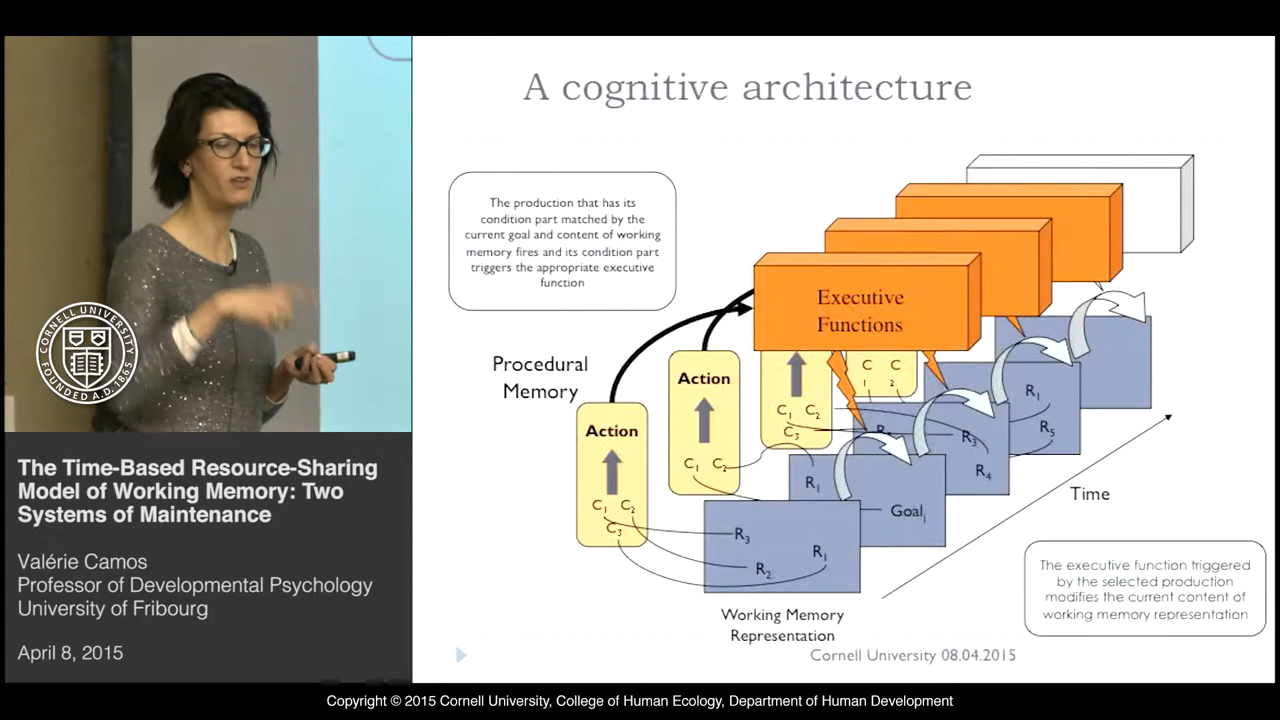 A cognitive architecture
The production that has its
condition part matched by the
current goal and content of working
memory fires and its condition part
triggers the appropriate executive
function
Executive
Functions
Procedural
Memory
Action
C1 C2
C3
Action
C1 C2
C1 C2
C3
C C
1 2
R3
R2
R1
R1
Goalj
R3
R4
R1
R5
Time
Working Memory
Representation
The executive function triggered
by the selected production
modifies the current content of
working memory representation
Cornell University 08.04.2015
CORNELL UNIVERSITY
FOUNDED A.D. 1865
The Time-Based Resource-Sharing
Model of Working Memory: Two
Systems of Maintenance
Valérie Camos
Professor of Developmental Psychology
University of Fribourg
April 8, 2015
Copyright © 2015 Cornell University, College of Human Ecology, Department of Human Development